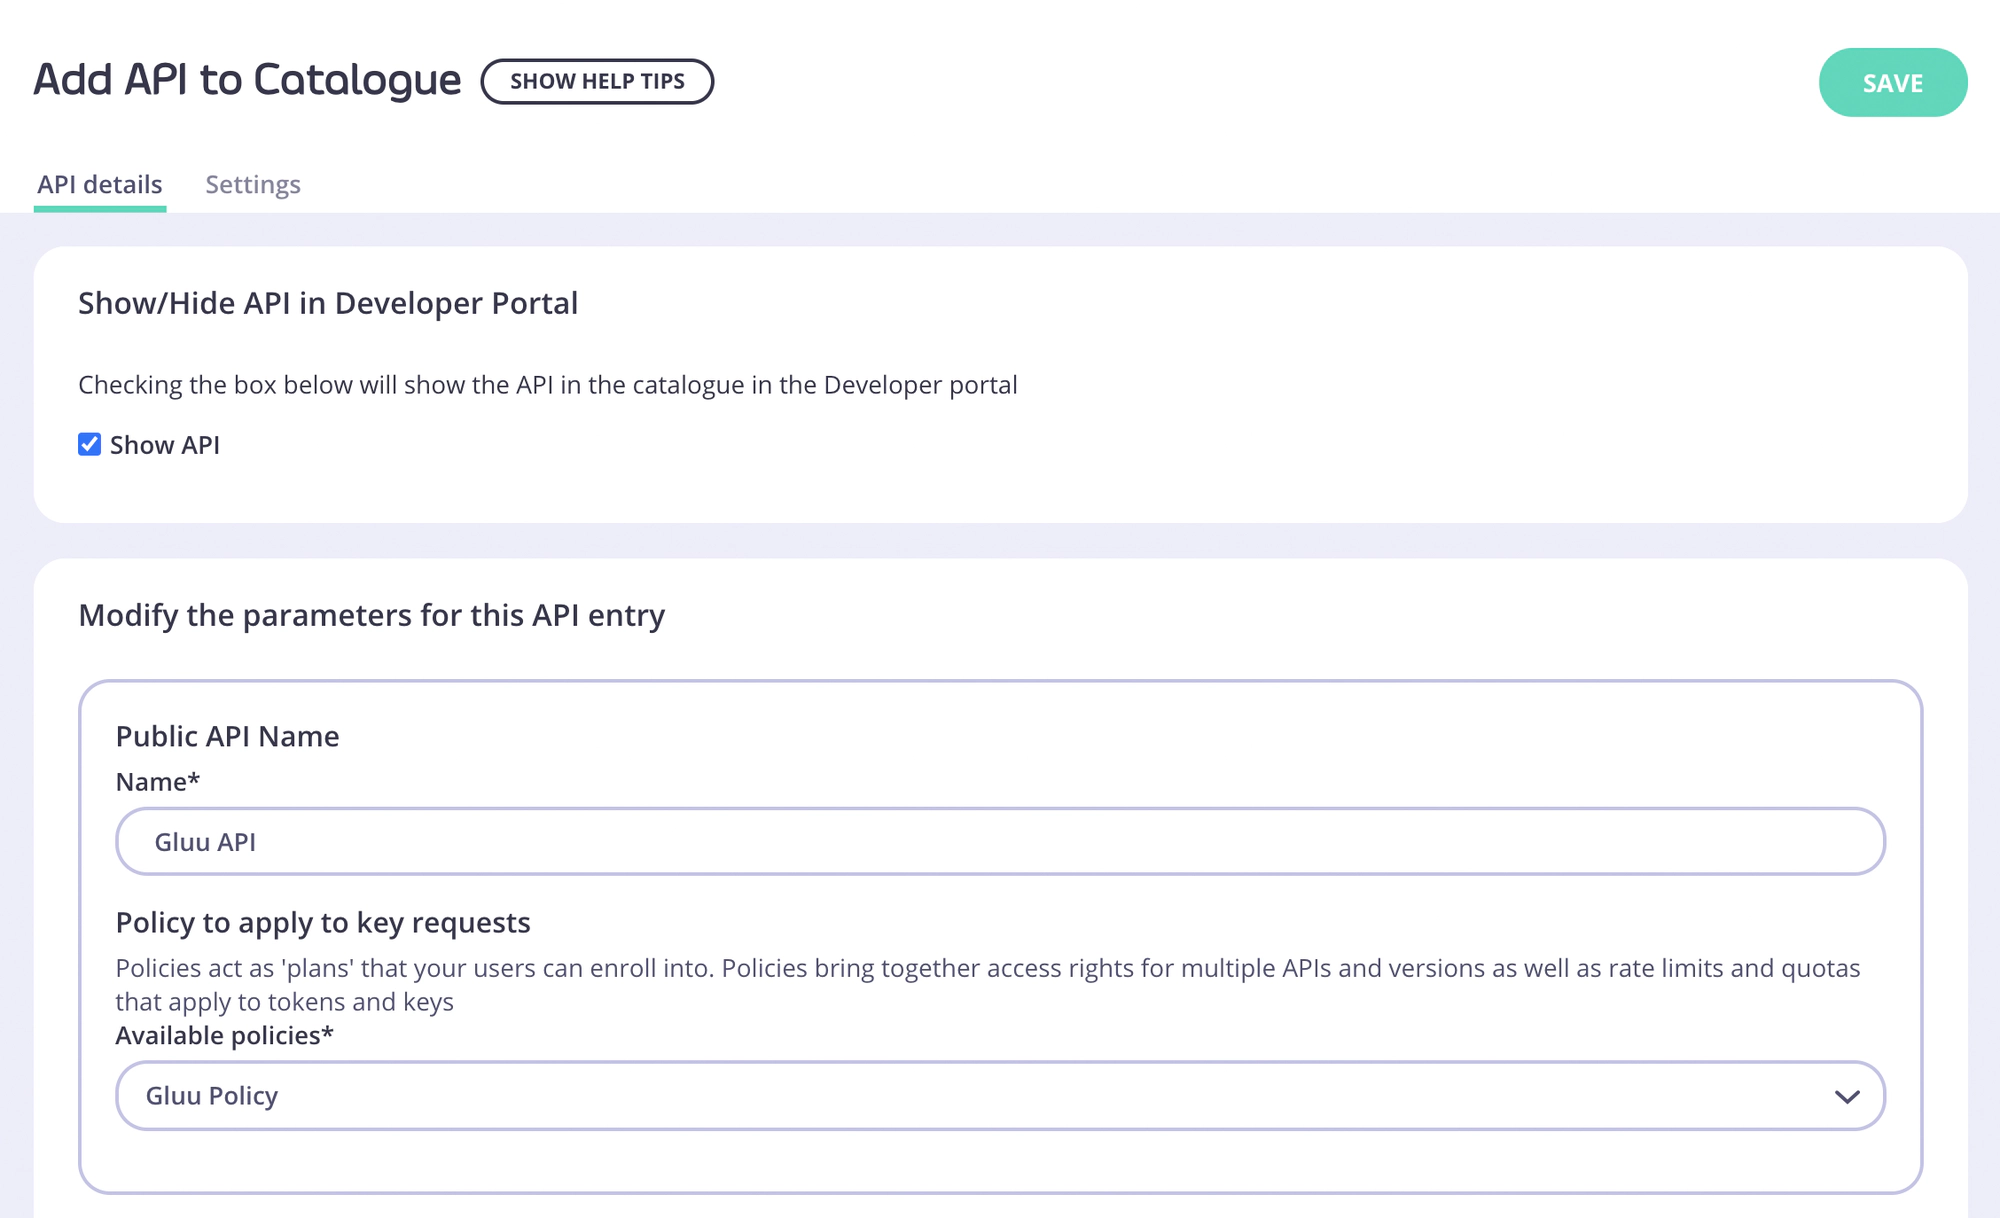 Add API to Catalogue
SHOW HELP TIPS
SAVE
API details
Settings
Show/Hide API in Developer Portal
Checking the box below will show the API in the catalogue in the Developer portal
Show API
Modify the parameters for this API entry
Public API Name
Name*
Gluu API
Policy to apply to key requests
Policies act as 'plans' that your users can enroll into. Policies bring together access rights for multiple APIs and versions as well as rate limits and quotas
that apply to tokens and keys
Available policies*
Gluu Policy